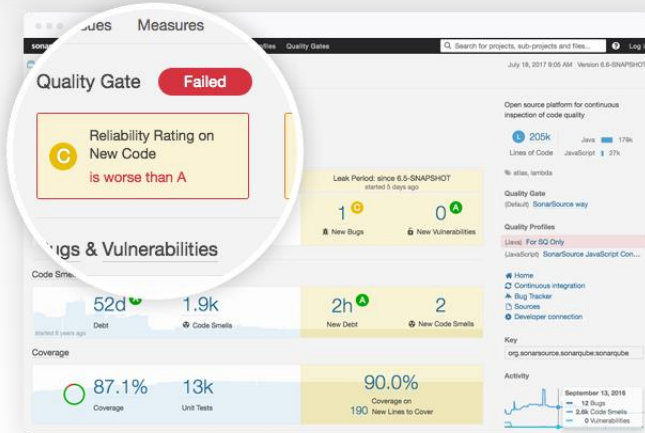 Measures
Quality Gates
Search for projects, sub-projects and files...
?
Log i
July 18, 2017 9:05 AM Version 6.6-SNAPSHOT
Quality Gate Failed
C
Reliability Rating on
New Code
is worse than A
Leak Period: since 6.5-SNAPSHOT
started 5 days ago
1 C
New Bugs
0 A
New Vulnerabilities
ugs & Vulnerabilities
Code Sme
52d A
Debt
started 5 years ago
1.9k
Code Smells
2h A
New Debt
2
New Code Smells
Coverage
87.1%
Coverage
13k
Unit Tests
90.0%
Coverage on
190 New Lines to Cover
Open source platform for continuous
inspection of code quality
L 205k
Lines of Code
Java 178k
JavaScript 27k
atlas, lambda
Quality Gate
(Default) SonarSource way
Quality Profiles
(Java) For SQ Only
(JavaScript) SonarSource JavaScript Con...
Home
Continuous integration
Bug Tracker
Sources
Developer connection
Key
org.sonarsource.sonarqube:sonarqube
Activity
September 13, 2016
12 Bugs
2.6k Code Smells
0 Vulnerabilities